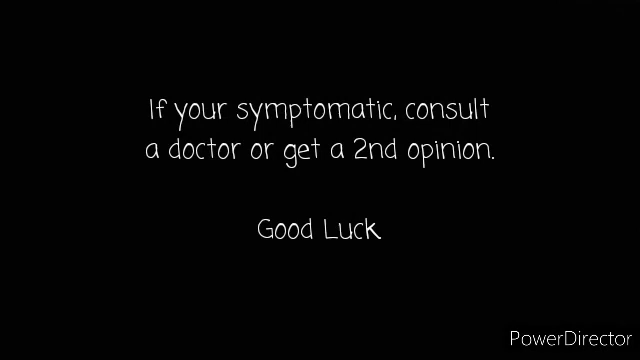 If your symptomatic, consult
a doctor or get a 2nd opinion.
Good Luck
PowerDirector